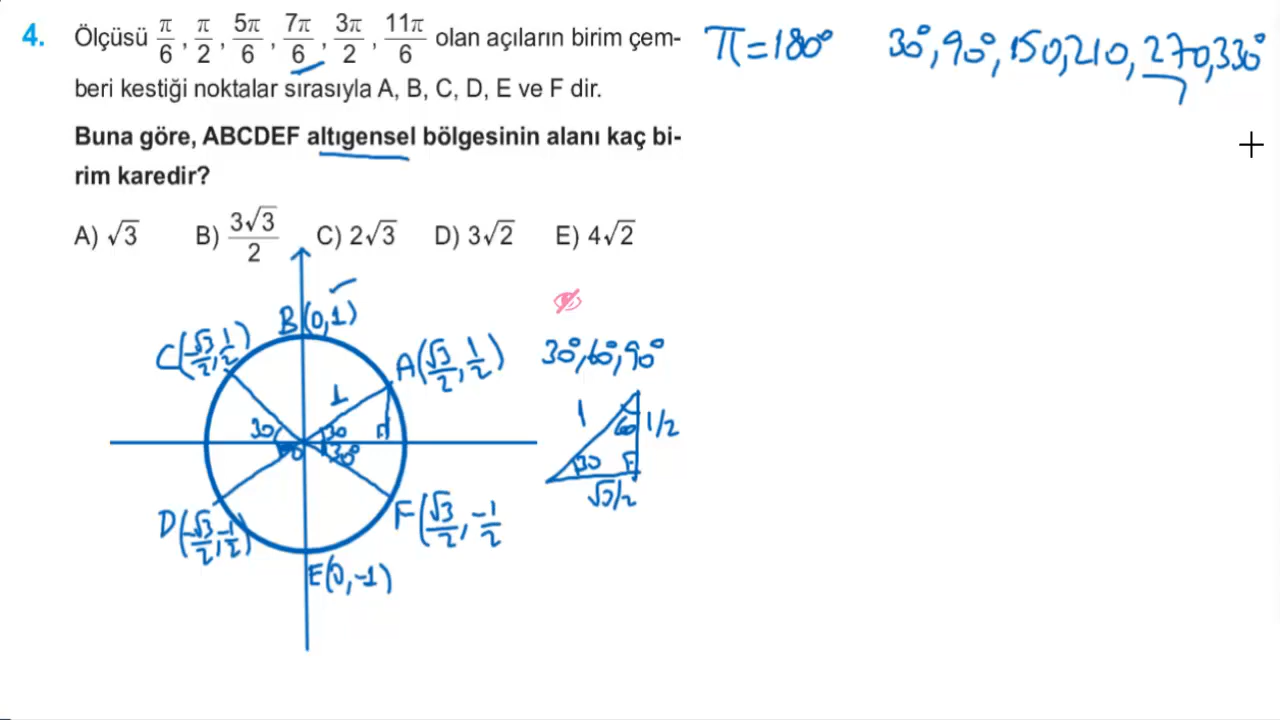 4. Ölçüsü π/6, π/2, 5π/6, 7π/6, 3π/2, 11π/6 olan açıların birim çem-
beri kestiği noktalar sırasıyla A, B, C, D, E ve F dir.
Buna göre, ABCDEF altıgensel bölgesinin alanı kaç bi-
rim karedir?
A) √3 B) 3√3/2 C) 2√3 D) 3√2 E) 4√2
π=180° 30°, 90°, 150, 210, 270, 330°
B(0,1)
C(-√3/2, 1/2)
A(√3/2, 1/2)
1
30 30
30°
D(-√3/2, -1/2)
F(√3/2, -1/2
E(0,-1)
30°, 60°, 90°
1 60 1/2
30
√3/2